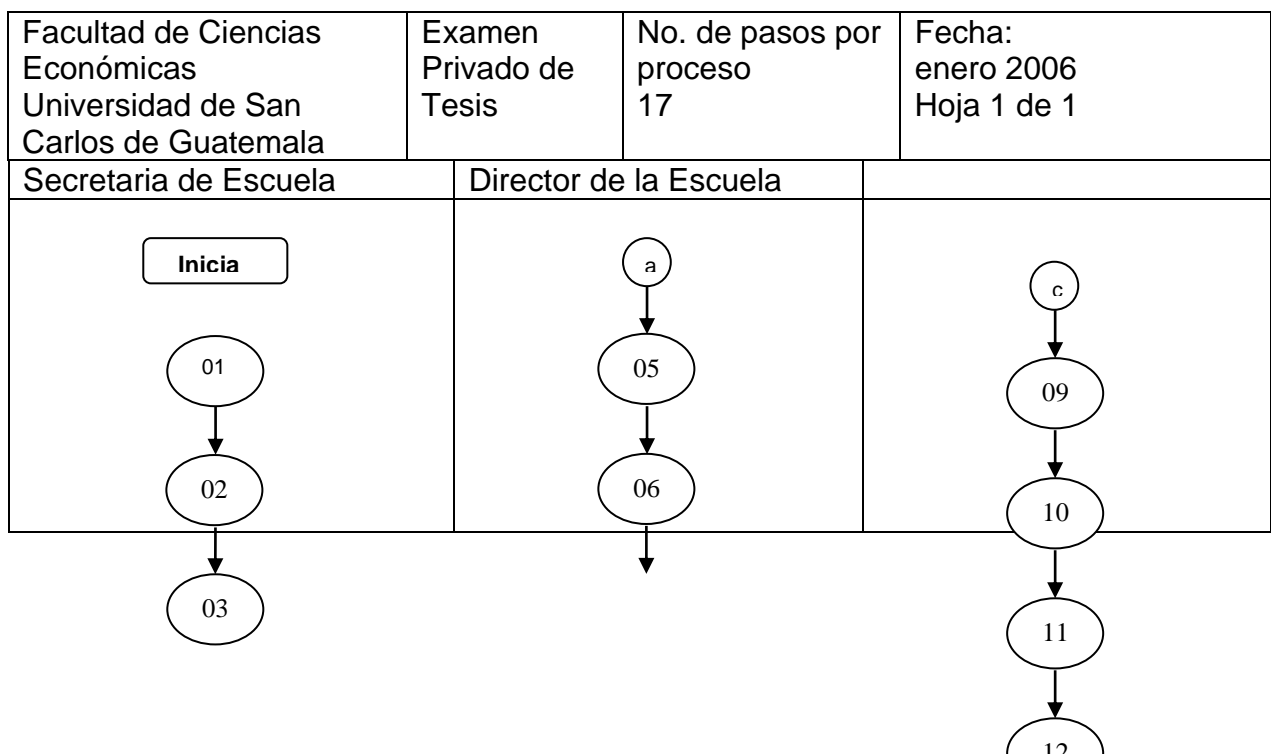 Facultad de Ciencias
Económicas
Universidad de San
Carlos de Guatemala
Examen
Privado de
Tesis
No. de pasos por
proceso
17
Fecha:
enero 2006
Hoja 1 de 1
Secretaria de Escuela
Director de la Escuela
Inicia
01
02
03
a
05
06
c
09
10
11
12